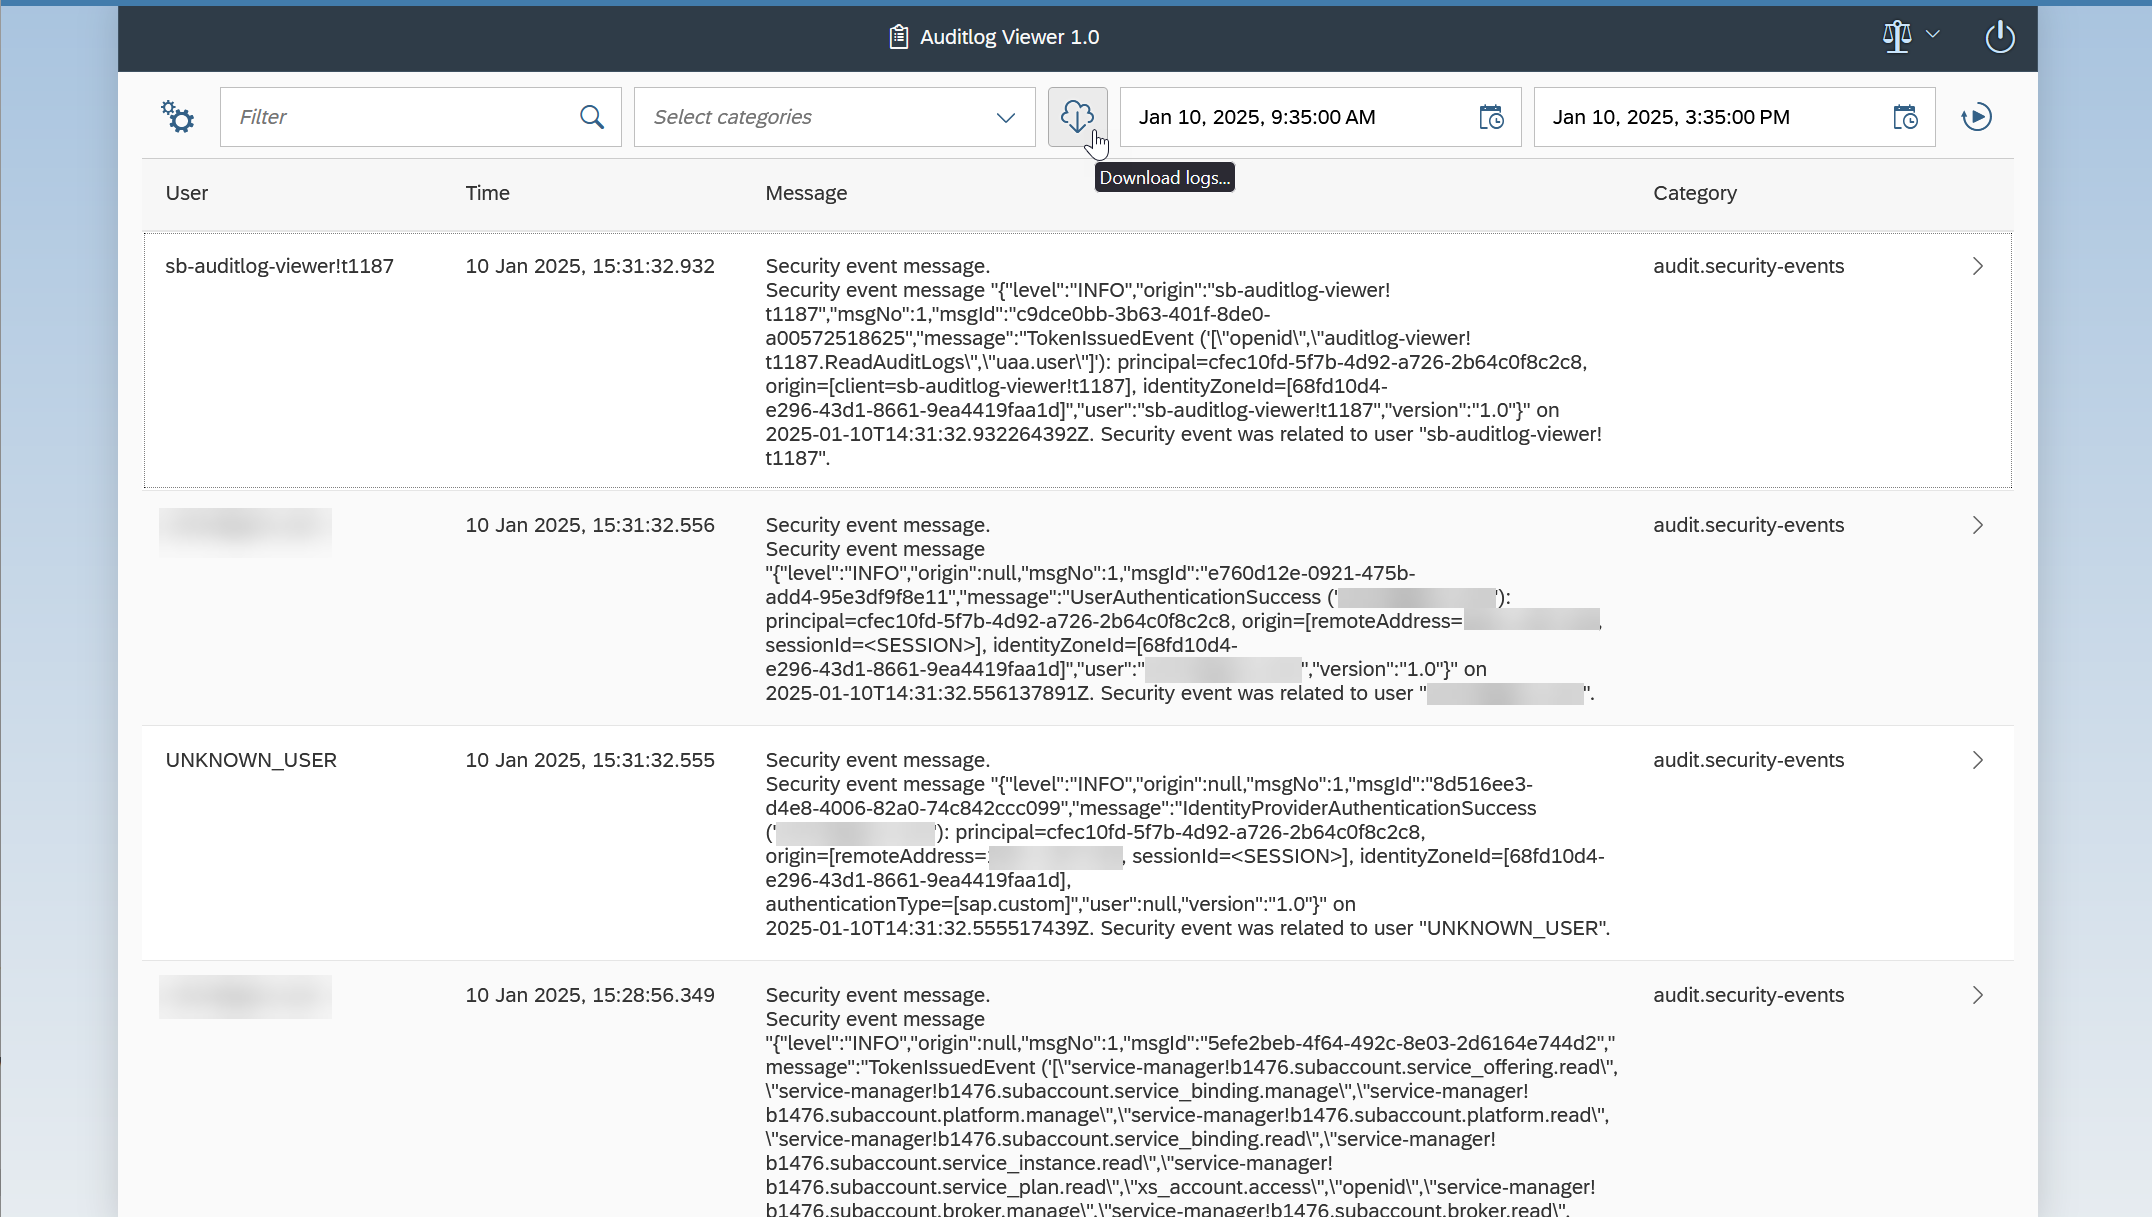 Auditlog Viewer 1.0
Filter
Select categories
Jan 10, 2025, 9:35:00 AM
Jan 10, 2025, 3:35:00 PM
Download logs...
User Time Message Category
sb-auditlog-viewer!t1187 10 Jan 2025, 15:31:32.932 Security event message. audit.security-events
Security event message "{"level":"INFO","origin":"sb-auditlog-viewer!
t1187","msgNo":1,"msgId":"c9dce0bb-3b63-401f-8de0-
a00572518625","message":"TokenIssuedEvent ('[\"openid\",\"auditlog-viewer!
t1187.ReadAuditLogs\",\"uaa.user\"]'): principal=cfec10fd-5f7b-4d92-a726-2b64c0f8c2c8,
origin=[client=sb-auditlog-viewer!t1187], identityZoneId=[68fd10d4-
e296-43d1-8661-9ea4419faa1d]","user":"sb-auditlog-viewer!t1187","version":"1.0"}" on
2025-01-10T14:31:32.932264392Z. Security event was related to user "sb-auditlog-viewer!
t1187".
10 Jan 2025, 15:31:32.556 Security event message. audit.security-events
Security event message
"{"level":"INFO","origin":null,"msgNo":1,"msgId":"e760d12e-0921-475b-
add4-95e3df9f8e11","message":"UserAuthenticationSuccess (' '):
principal=cfec10fd-5f7b-4d92-a726-2b64c0f8c2c8, origin=[remoteAddress= ,
sessionId=<SESSION>], identityZoneId=[68fd10d4-
e296-43d1-8661-9ea4419faa1d]","user":" ","version":"1.0"}" on
2025-01-10T14:31:32.556137891Z. Security event was related to user " ".
UNKNOWN_USER 10 Jan 2025, 15:31:32.555 Security event message. audit.security-events
Security event message "{"level":"INFO","origin":null,"msgNo":1,"msgId":"8d516ee3-
d4e8-4006-82a0-74c842ccc099","message":"IdentityProviderAuthenticationSuccess
(' '): principal=cfec10fd-5f7b-4d92-a726-2b64c0f8c2c8,
origin=[remoteAddress= , sessionId=<SESSION>], identityZoneId=[68fd10d4-
e296-43d1-8661-9ea4419faa1d],
authenticationType=[sap.custom]","user":null,"version":"1.0"}" on
2025-01-10T14:31:32.555517439Z. Security event was related to user "UNKNOWN_USER".
10 Jan 2025, 15:28:56.349 Security event message. audit.security-events
Security event message
"{"level":"INFO","origin":null,"msgNo":1,"msgId":"5efe2beb-4f64-492c-8e03-2d6164e744d2","
message":"TokenIssuedEvent ('[\"service-manager!b1476.subaccount.service_offering.read\",
\"service-manager!b1476.subaccount.service_binding.manage\",\"service-manager!
b1476.subaccount.platform.manage\",\"service-manager!b1476.subaccount.platform.read\",
\"service-manager!b1476.subaccount.service_binding.read\",\"service-manager!
b1476.subaccount.service_instance.read\",\"service-manager!
b1476.subaccount.service_plan.read\",\"xs_account.access\",\"openid\",\"service-manager!
b1476.subaccount.broker.manage\",\"service-manager!b1476.subaccount.broker.read\",